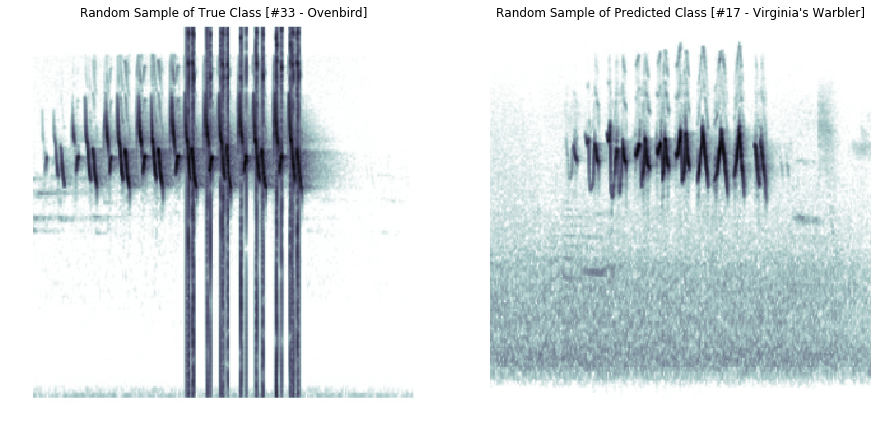 Random Sample of True Class [#33 - Ovenbird]
Random Sample of Predicted Class [#17 - Virginia's Warbler]